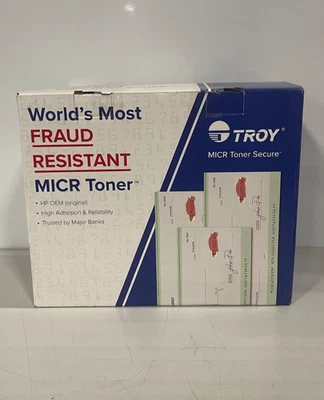 World's Most
FRAUD
RESISTANT
MICR Toner™
• HP OEM (original)
• High Adhesion & Reliability
• Trusted by Major Banks
TROY®
MICR Toner Secure™